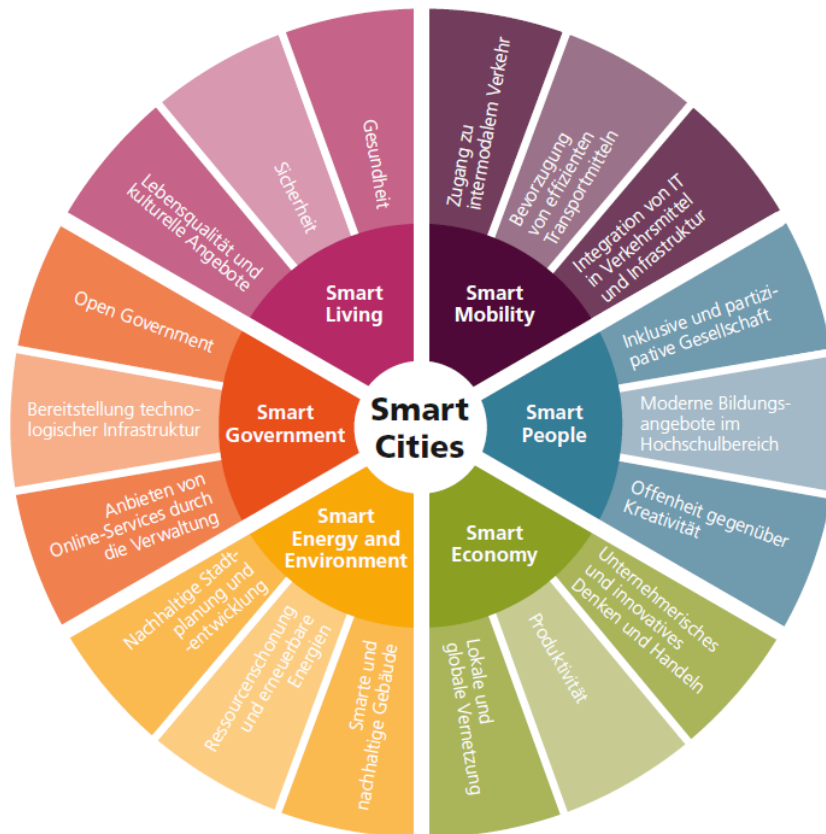 Smart
Cities
Smart
Mobility
Zugang zu
intermodalem Verkehr
Bevorzugung
von effizienten
Transportmitteln
Integration von IT
in Verkehrsmittel
und Infrastruktur
Smart
People
Inklusive und partizi-
pative Gesellschaft
Moderne Bildungs-
angebote im
Hochschulbereich
Offenheit gegenüber
Kreativität
Smart
Economy
Unternehmerisches
und innovatives
Denken und Handeln
Produktivität
Lokale und
globale Vernetzung
Smart
Energy and
Environment
Smarte und
nachhaltige Gebäude
Ressourcenschonung
und erneuerbare
Energien
Nachhaltige Stadt-
planung und
-entwicklung
Smart
Government
Anbieten von
Online-Services durch
die Verwaltung
Bereitstellung techno-
logischer Infrastruktur
Open Government
Smart
Living
Lebensqualität und
kulturelle Angebote
Sicherheit
Gesundheit